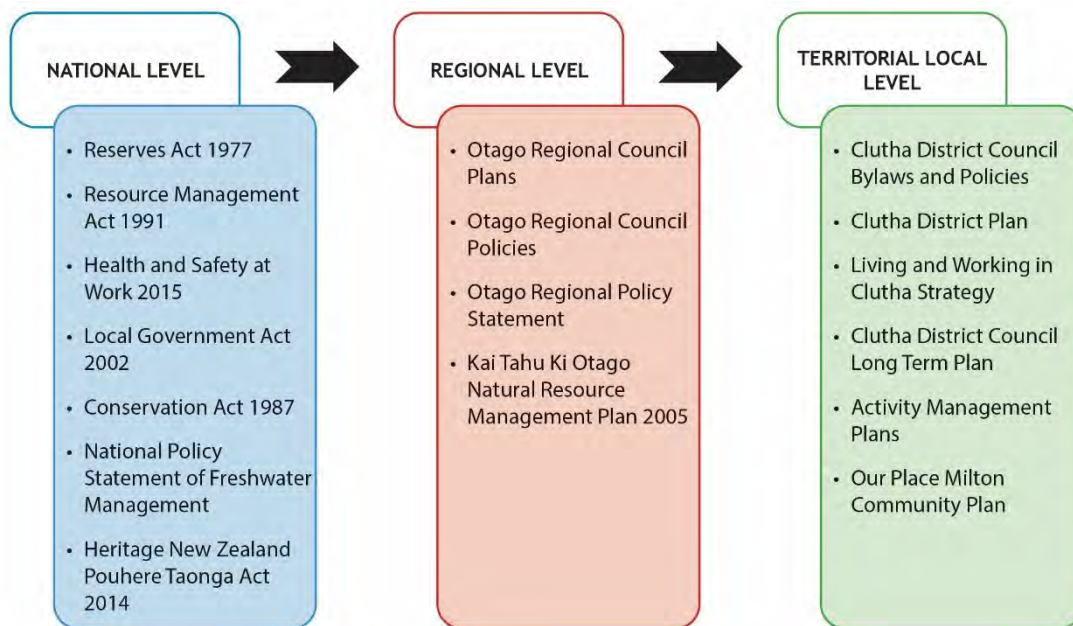 NATIONAL LEVEL
• Reserves Act 1977
• Resource Management
Act 1991
• Health and Safety at
Work 2015
• Local Government Act
2002
• Conservation Act 1987
• National Policy
Statement of Freshwater
Management
• Heritage New Zealand
Pouhere Taonga Act
2014
REGIONAL LEVEL
• Otago Regional Council
Plans
• Otago Regional Council
Policies
• Otago Regional Policy
Statement
• Kai Tahu Ki Otago
Natural Resource
Management Plan 2005
TERRITORIAL LOCAL
LEVEL
• Clutha District Council
Bylaws and Policies
• Clutha District Plan
• Living and Working in
Clutha Strategy
• Clutha District Council
Long Term Plan
• Activity Management
Plans
• Our Place Milton
Community Plan